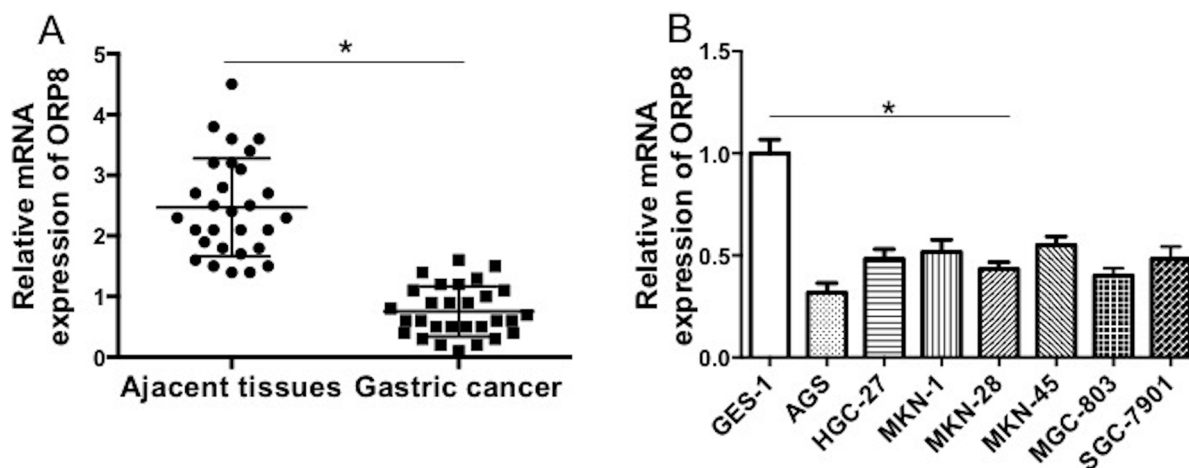 A
Relative mRNA
expression of ORP8
5
4
3
2
1
0
*
Ajacent tissues
Gastric cancer
B
Relative mRNA
expression of ORP8
1.5
1.0
0.5
0.0
*
GES-1
AGS
HGC-27
MKN-1
MKN-28
MKN-45
MGC-803
SGC-7901